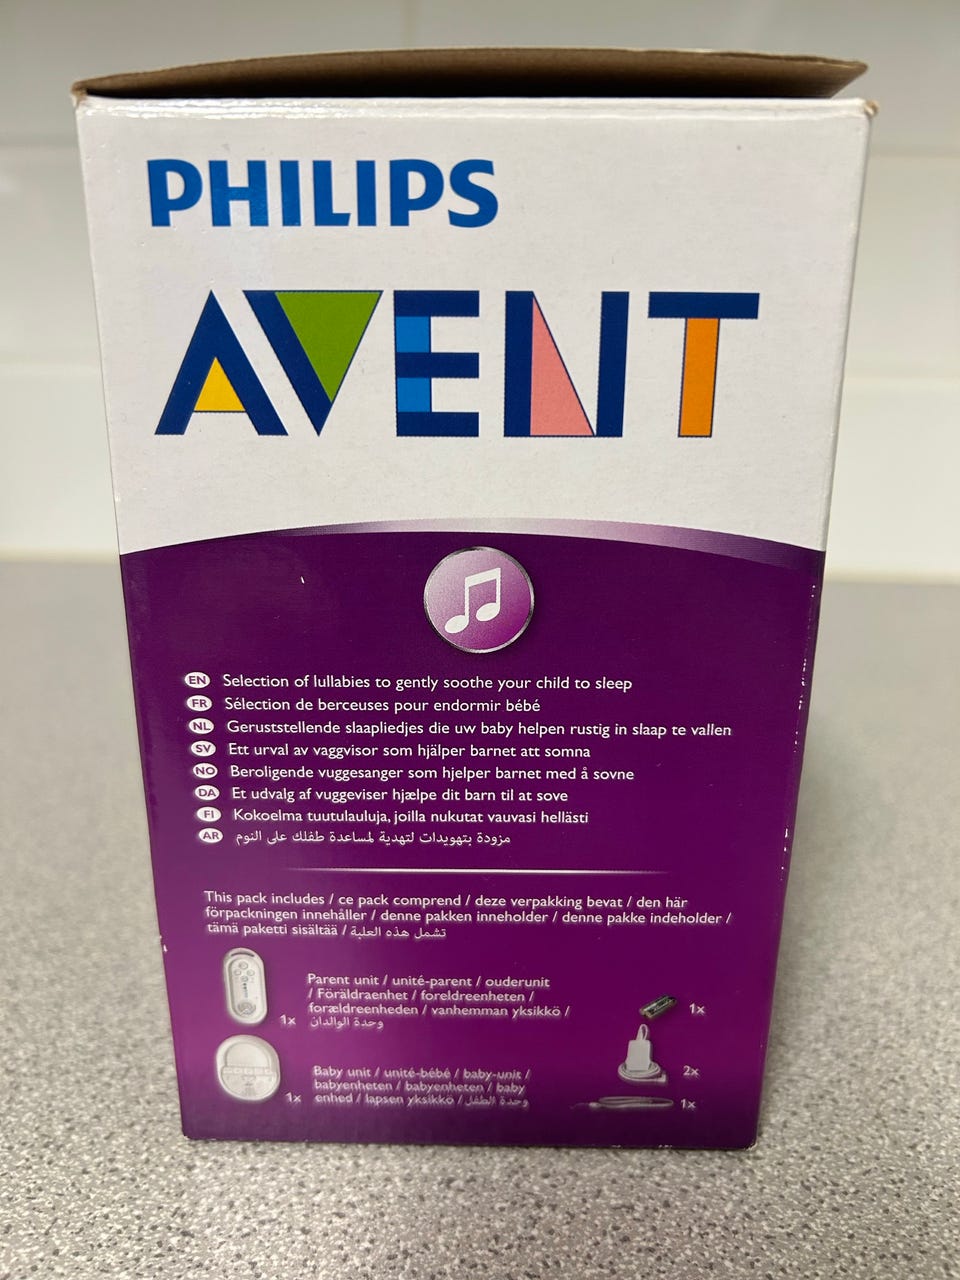 PHILIPS
AVENT
EN Selection of lullabies to gently soothe your child to sleep
FR Sélection de berceuses pour endormir bébé
NL Geruststellende slaapliedjes die uw baby helpen rustig in slaap te vallen
SV Ett urval av vaggvisor som hjälper barnet att somna
NO Beroligende vuggesanger som hjelper barnet med å sovne
DA Et udvalg af vuggeviser hjælpe dit barn til at sove
FI Kokoelma tuutulauluja, joilla nukutat vauvasi hellästi
AR مزودة بتهويدات لتهدية لمساعدة طفلك على النوم
This pack includes / ce pack comprend / deze verpakking bevat / den här
förpackningen innehåller / denne pakken inneholder / denne pakke indeholder /
tämä paketti sisältää / تشمل هذه العلبة
Parent unit / unité-parent / ouderunit
/ Föräldraenhet / foreldreenheten /
forældreenheden / vanhemman yksikkö /
وحدة الوالدان
1x
1x
2x
Baby unit / unité-bébé / baby-unit /
babyenheten / babyenheten / baby
enhed / lapsen yksikkö / وحدة الطفل
1x
1x